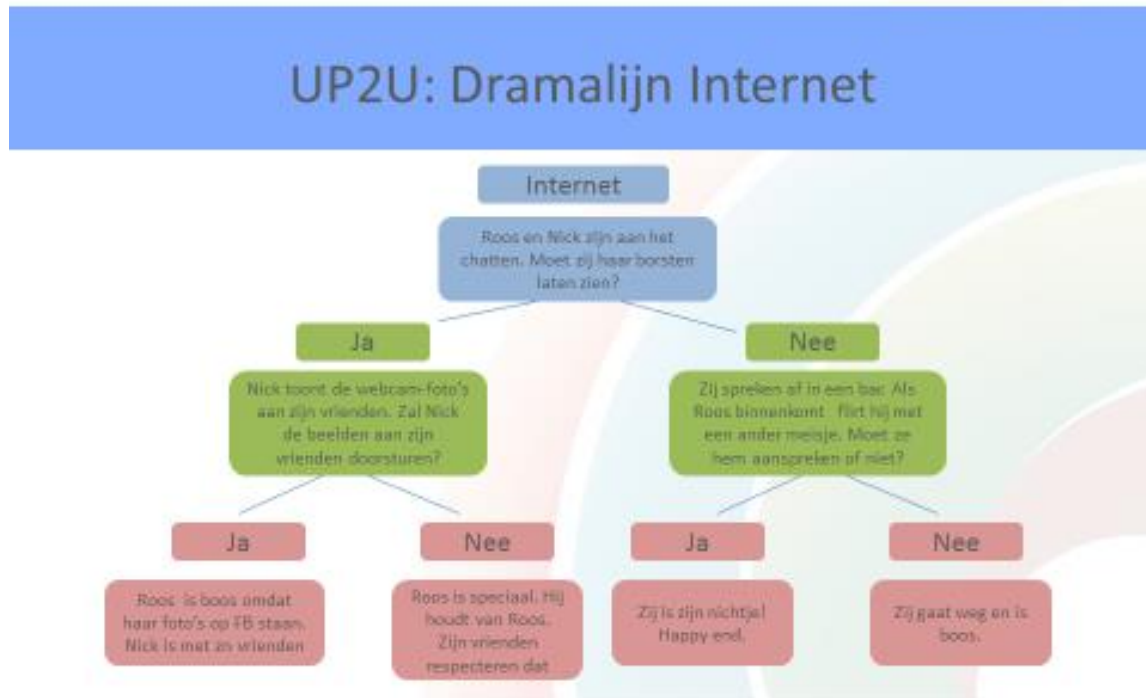 UP2U: Dramalijn Internet
Internet
Roos en Nick zijn aan het
chatten. Moet zij haar borsten
laten zien?
Ja
Nee
Nick toont de webcam-foto's
aan zijn vrienden. Zal Nick
de beelden aan zijn
vrienden doorsturen?
Zij spreken af in een bar. Als
Roos binnenkomt flirt hij met
een ander meisje. Moet ze
hem aanspreken of niet?
Ja
Nee
Ja
Nee
Roos is boos omdat
haar foto's op FB staan.
Nick is met zn vrienden
Roos is speciaal. Hij
houdt van Roos.
Zijn vrienden
respecteren dat
Zij is zijn nichtje!
Happy end.
Zij gaat weg en is
boos.